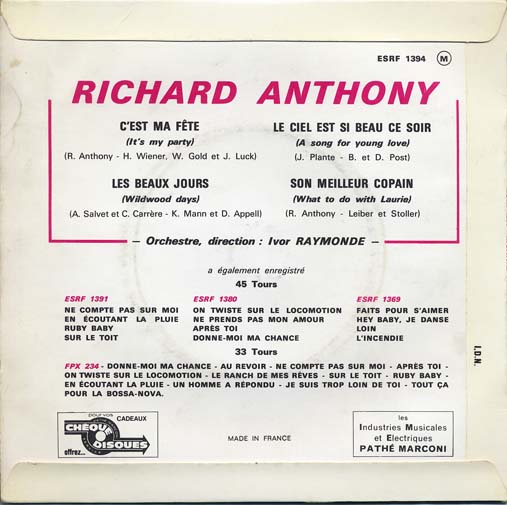 ESRF 1394 M
RICHARD ANTHONY
C'EST MA FÊTE
(It's my party)
(R. Anthony - H. Wiener, W. Gold et J. Luck)
LE CIEL EST SI BEAU CE SOIR
(A song for young love)
(J. Plante - B. et D. Post)
LES BEAUX JOURS
(Wildwood days)
(A. Salvet et C. Carrère - K. Mann et D. Appell)
SON MEILLEUR COPAIN
(What to do with Laurie)
(R. Anthony - Leiber et Stoller)
— Orchestre, direction : Ivor RAYMONDE —
a également enregistré
45 Tours
ESRF 1391
NE COMPTE PAS SUR MOI
EN ÉCOUTANT LA PLUIE
RUBY BABY
SUR LE TOIT
ESRF 1380
ON TWISTE SUR LE LOCOMOTION
NE PRENDS PAS MON AMOUR
APRÈS TOI
DONNE-MOI MA CHANCE
ESRF 1369
FAITS POUR S'AIMER
HEY BABY, JE DANSE
LOIN
L'INCENDIE
33 Tours
FPX 234 - DONNE-MOI MA CHANCE - AU REVOIR - NE COMPTE PAS SUR MOI - APRÈS TOI -
ON TWISTE SUR LE LOCOMOTION - LE RANCH DE MES RÊVES - SUR LE TOIT - RUBY BABY -
EN ÉCOUTANT LA PLUIE - UN HOMME A RÉPONDU - JE SUIS TROP LOIN DE TOI - TOUT ÇA
POUR LA BOSSA-NOVA.
I.D.N.
pour vos CADEAUX
CHÈQUE
DISQUES
offrez...
MADE IN FRANCE
les
Industries Musicales
et Electriques
PATHÉ MARCONI